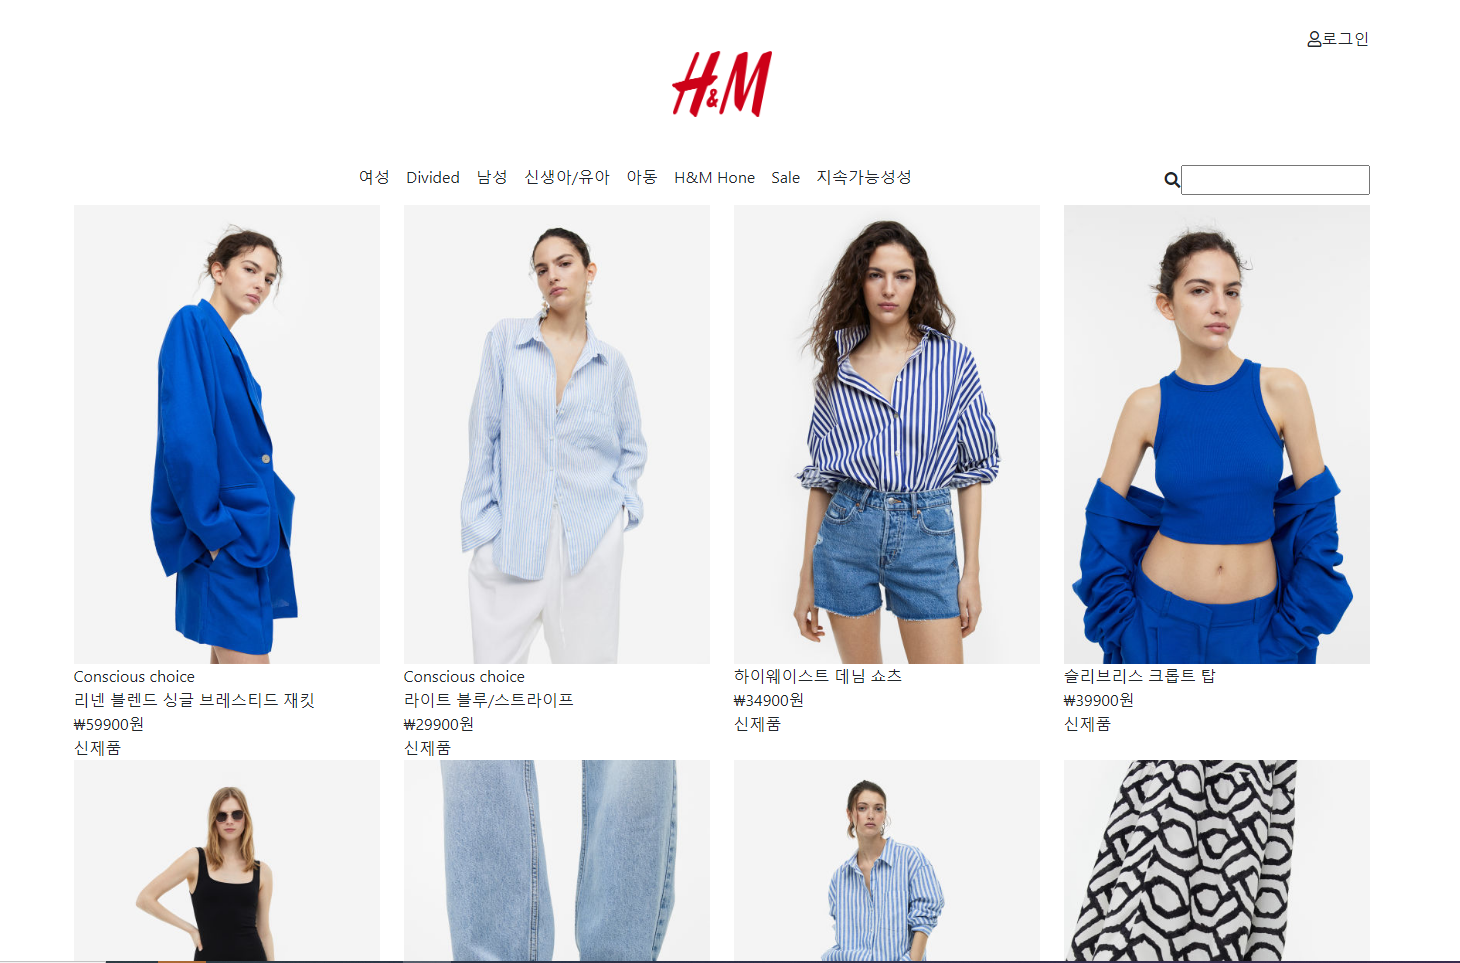 로그인
H&M
여성 Divided 남성 신생아/유아 아동 H&M Hone Sale 지속가능성성
Conscious choice
리넨 블렌드 싱글 브레스티드 재킷
₩59900원
신제품
Conscious choice
라이트 블루/스트라이프
₩29900원
신제품
하이웨이스트 데님 쇼츠
₩34900원
신제품
슬리브리스 크롭트 탑
₩39900원
신제품